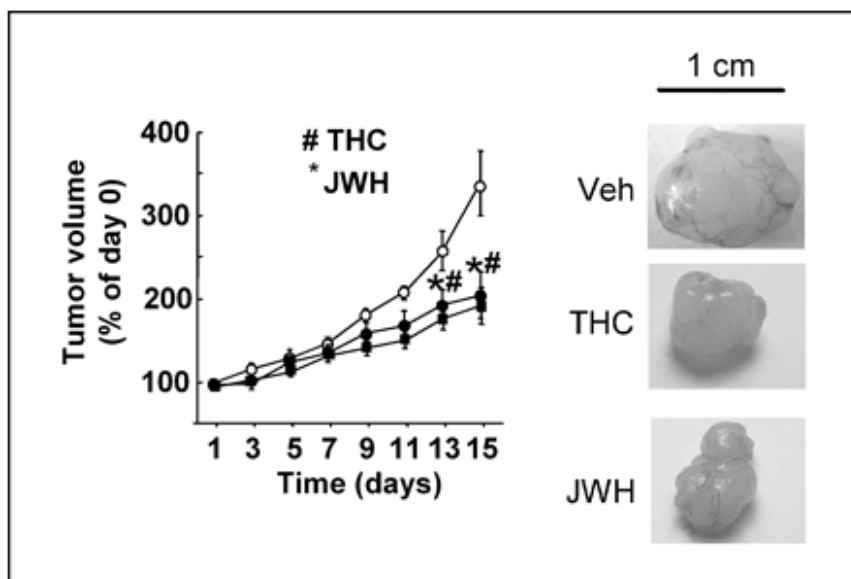 1 cm
400
300
200
100
# THC
* JWH
*# *#
Tumor volume
(% of day 0)
1 3 5 7 9 11 13 15
Time (days)
Veh
THC
JWH